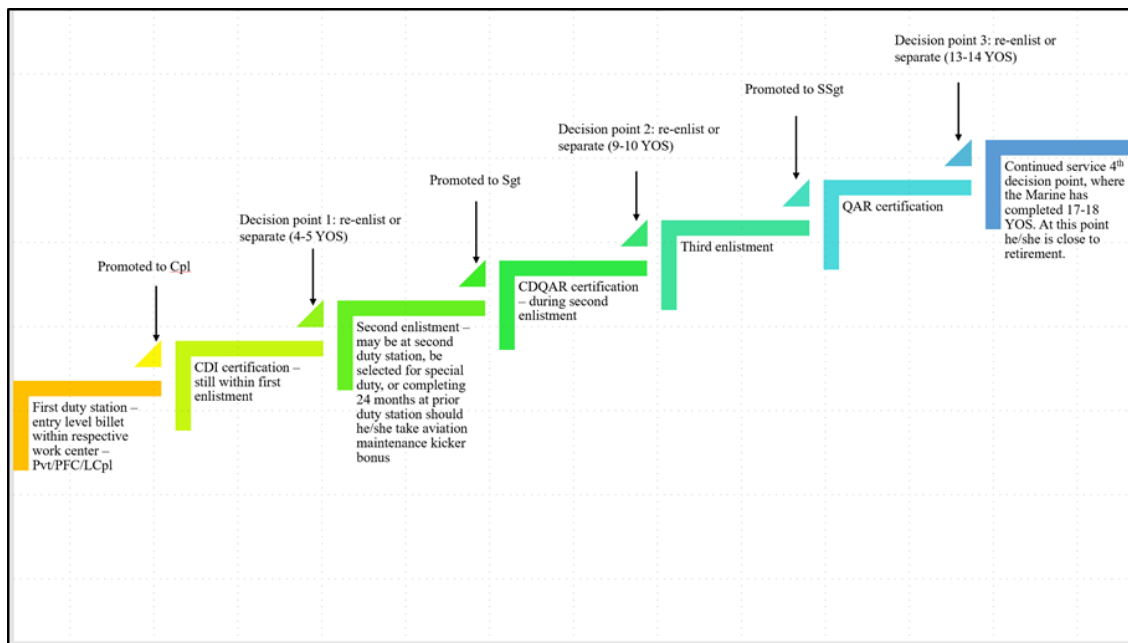 Decision point 3: re-enlist or
separate (13-14 YOS)
Promoted to SSgt
Decision point 2: re-enlist or
separate (9-10 YOS)
Promoted to Sgt
Decision point 1: re-enlist or
separate (4-5 YOS)
Promoted to Cpl
First duty station –
entry level billet
within respective
work center –
Pvt/PFC/LCpl
CDI certification –
still within first
enlistment
Second enlistment –
may be at second
duty station, be
selected for special
duty, or completing
24 months at prior
duty station should
he/she take aviation
maintenance kicker
bonus
CDQAR certification
– during second
enlistment
Third enlistment
QAR certification
Continued service 4th
decision point, where
the Marine has
completed 17-18
YOS. At this point
he/she is close to
retirement.